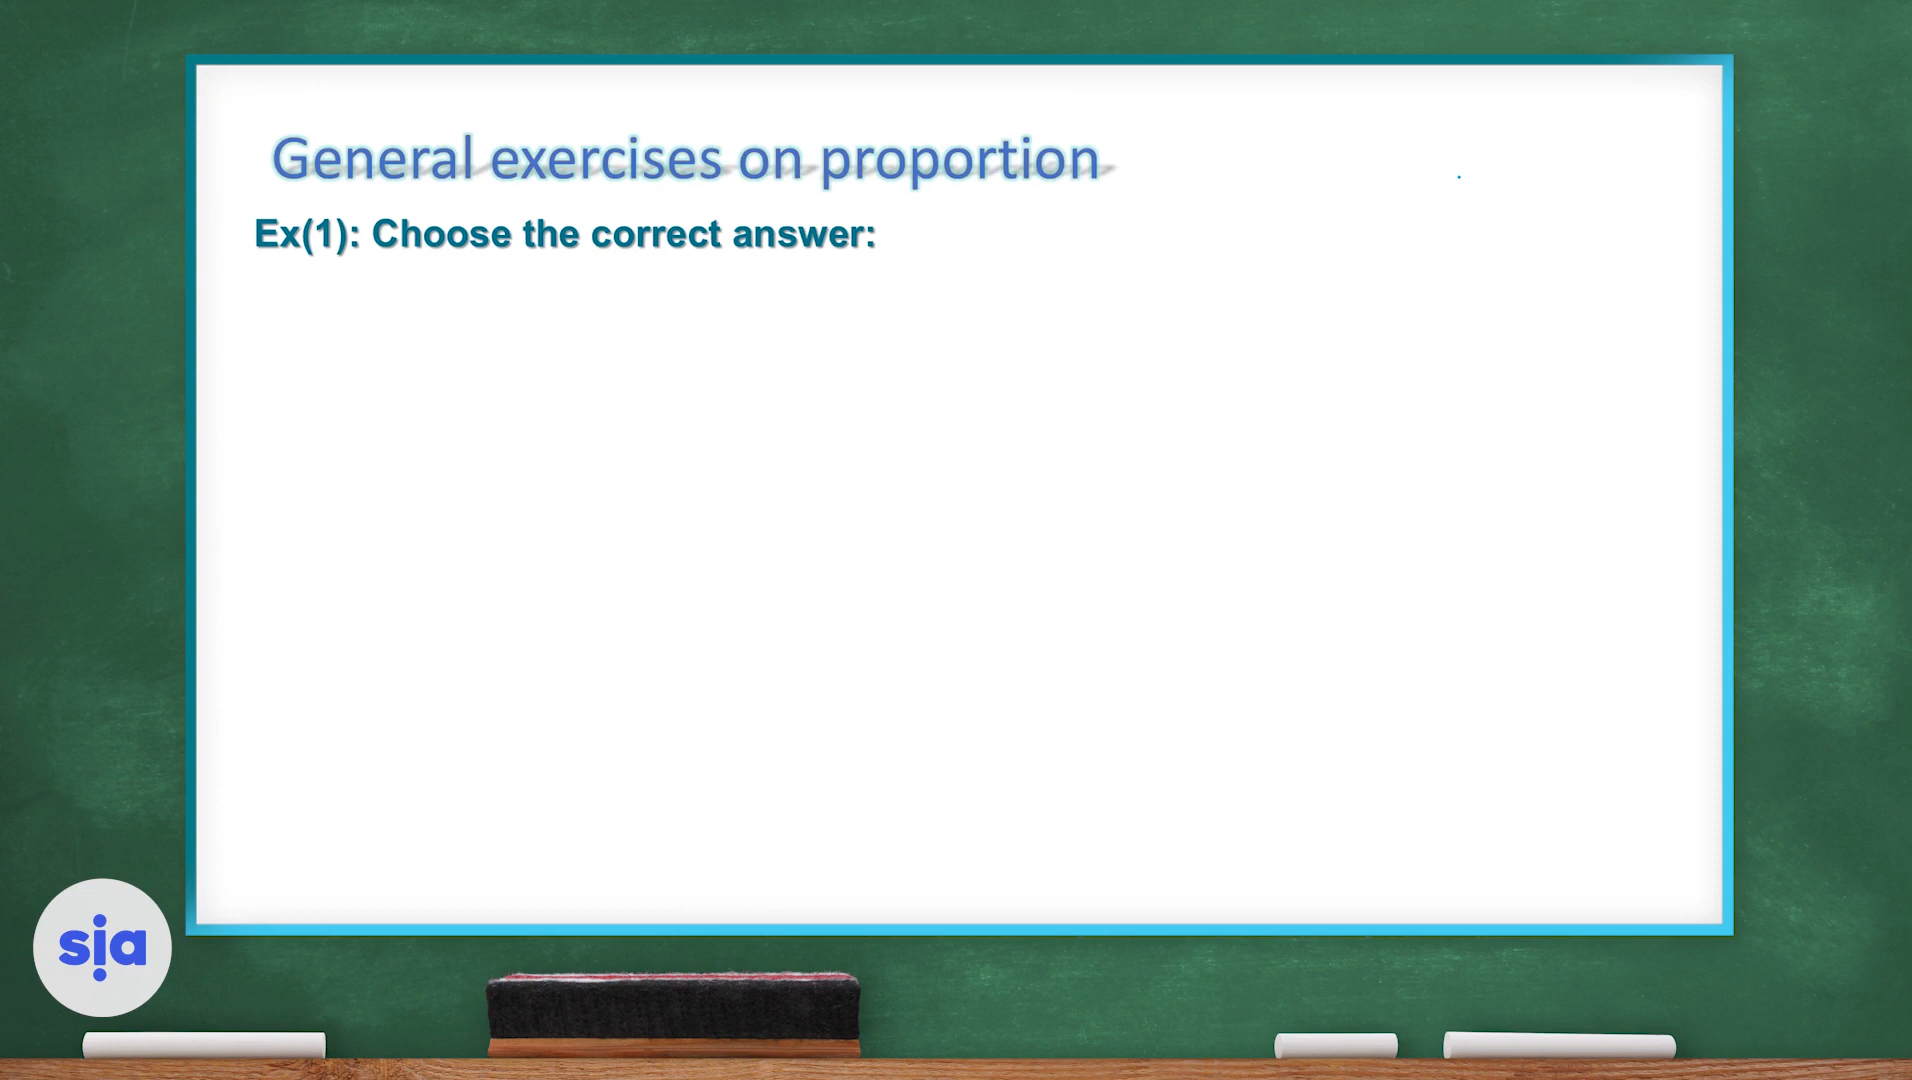 General exercises on proportion
Ex(1): Choose the correct answer:
sia